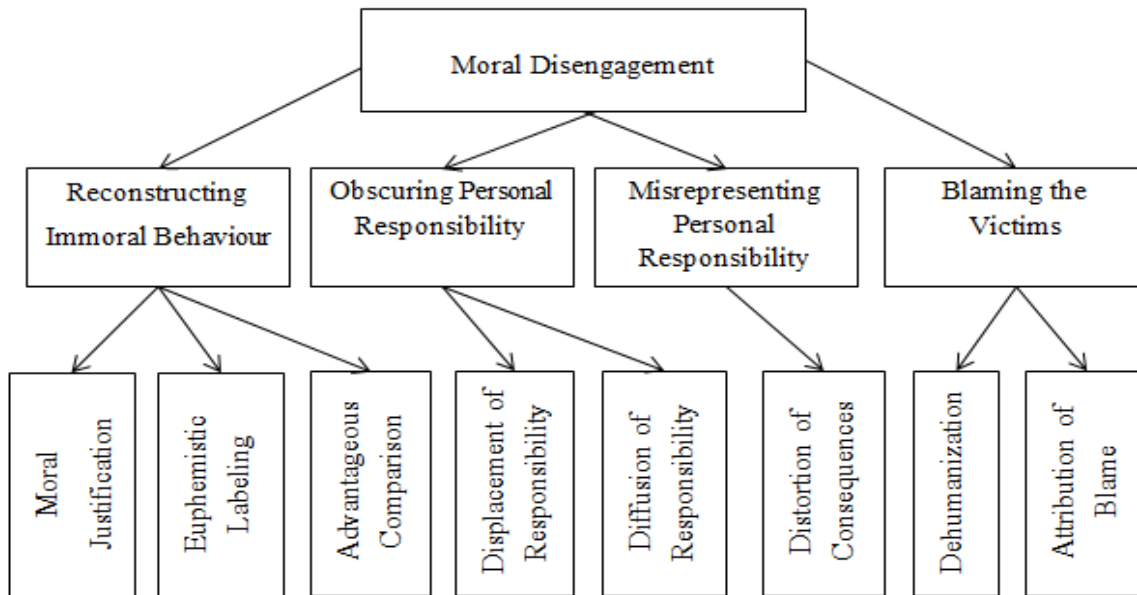 Moral Disengagement
Reconstructing
Immoral Behaviour
Obscuring Personal
Responsibility
Misrepresenting
Personal
Responsibility
Blaming the
Victims
Moral
Justification
Euphemistic
Labeling
Advantageous
Comparison
Displacement of
Responsibility
Diffusion of
Responsibility
Distortion of
Consequences
Dehumanization
Attribution of
Blame